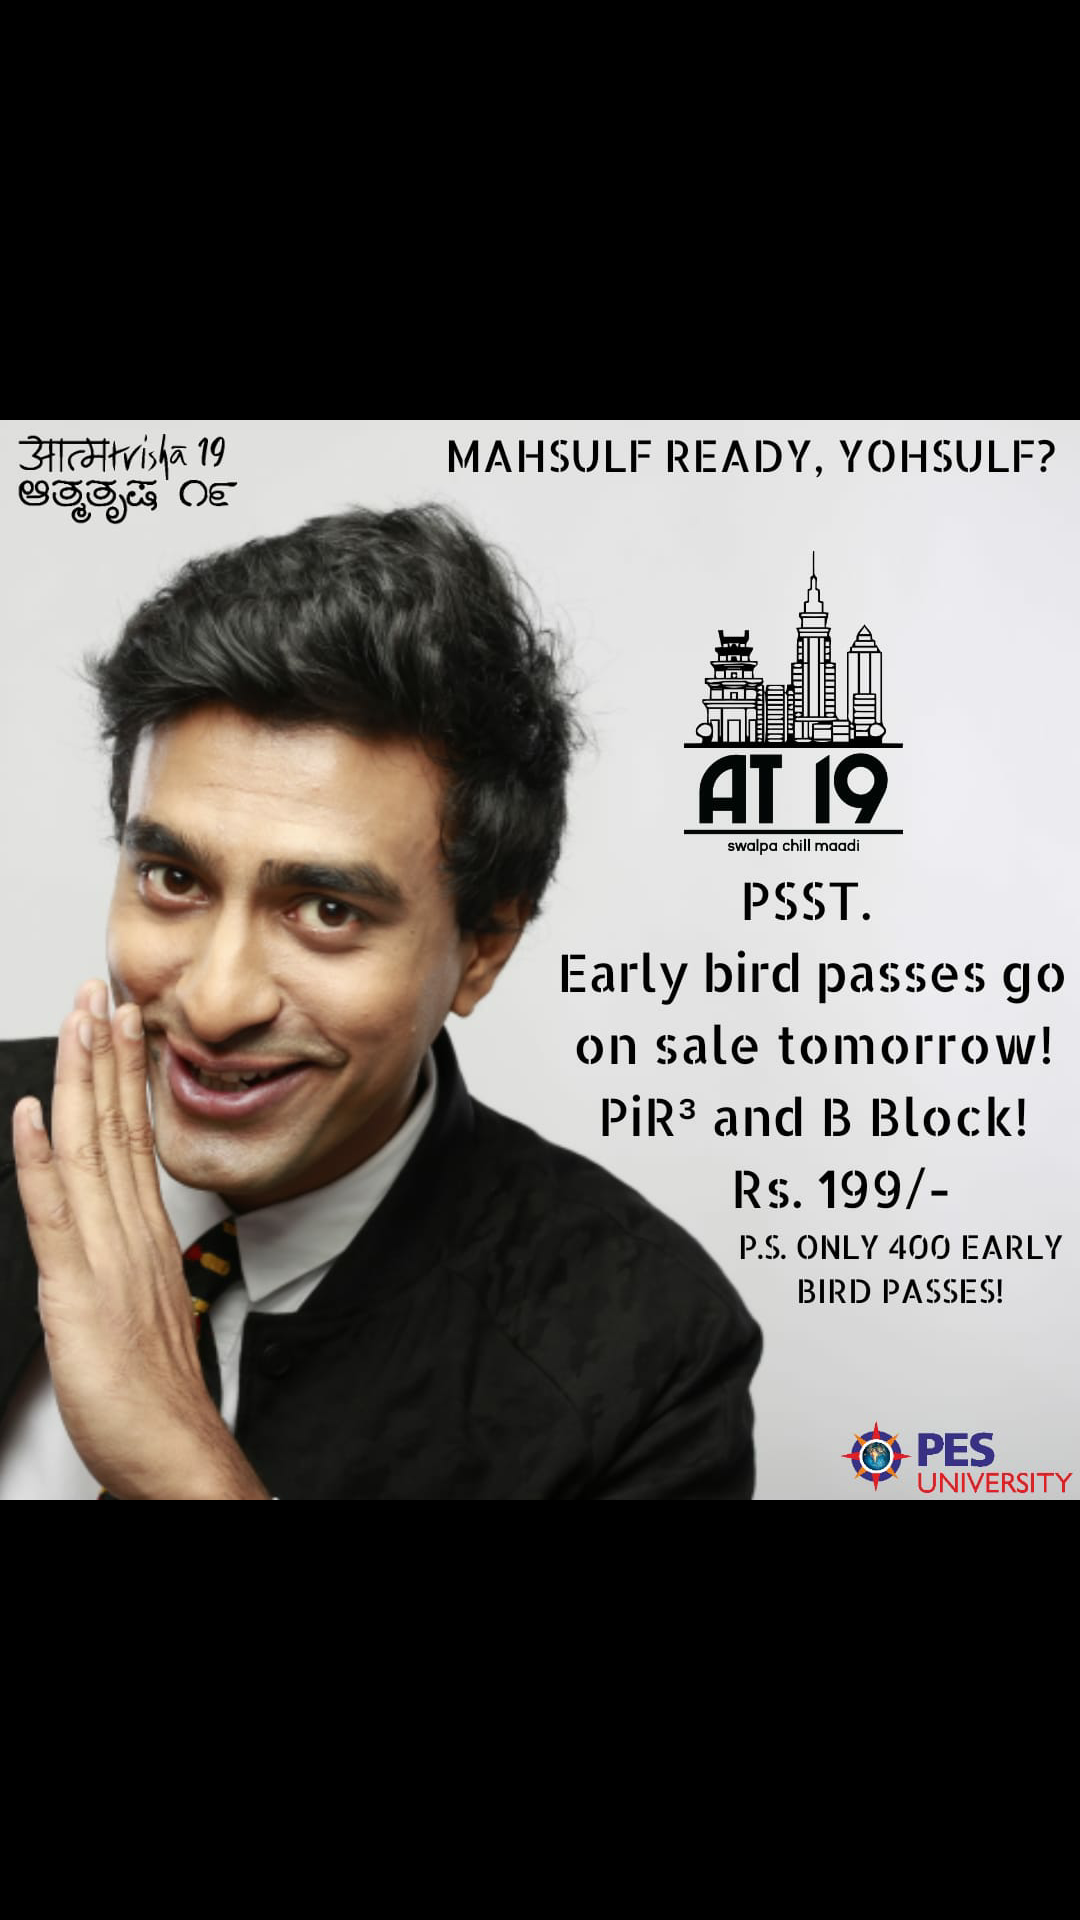 आत्मtrishā 19
ಆತ್ಮತೃಷ ೧೯
MAHSULF READY, YOHSULF?
AT 19
swalpa chill maadi
PSST.
Early bird passes go
on sale tomorrow!
PiR³ and B Block!
Rs. 199/-
P.S. ONLY 400 EARLY
BIRD PASSES!
PES
UNIVERSITY